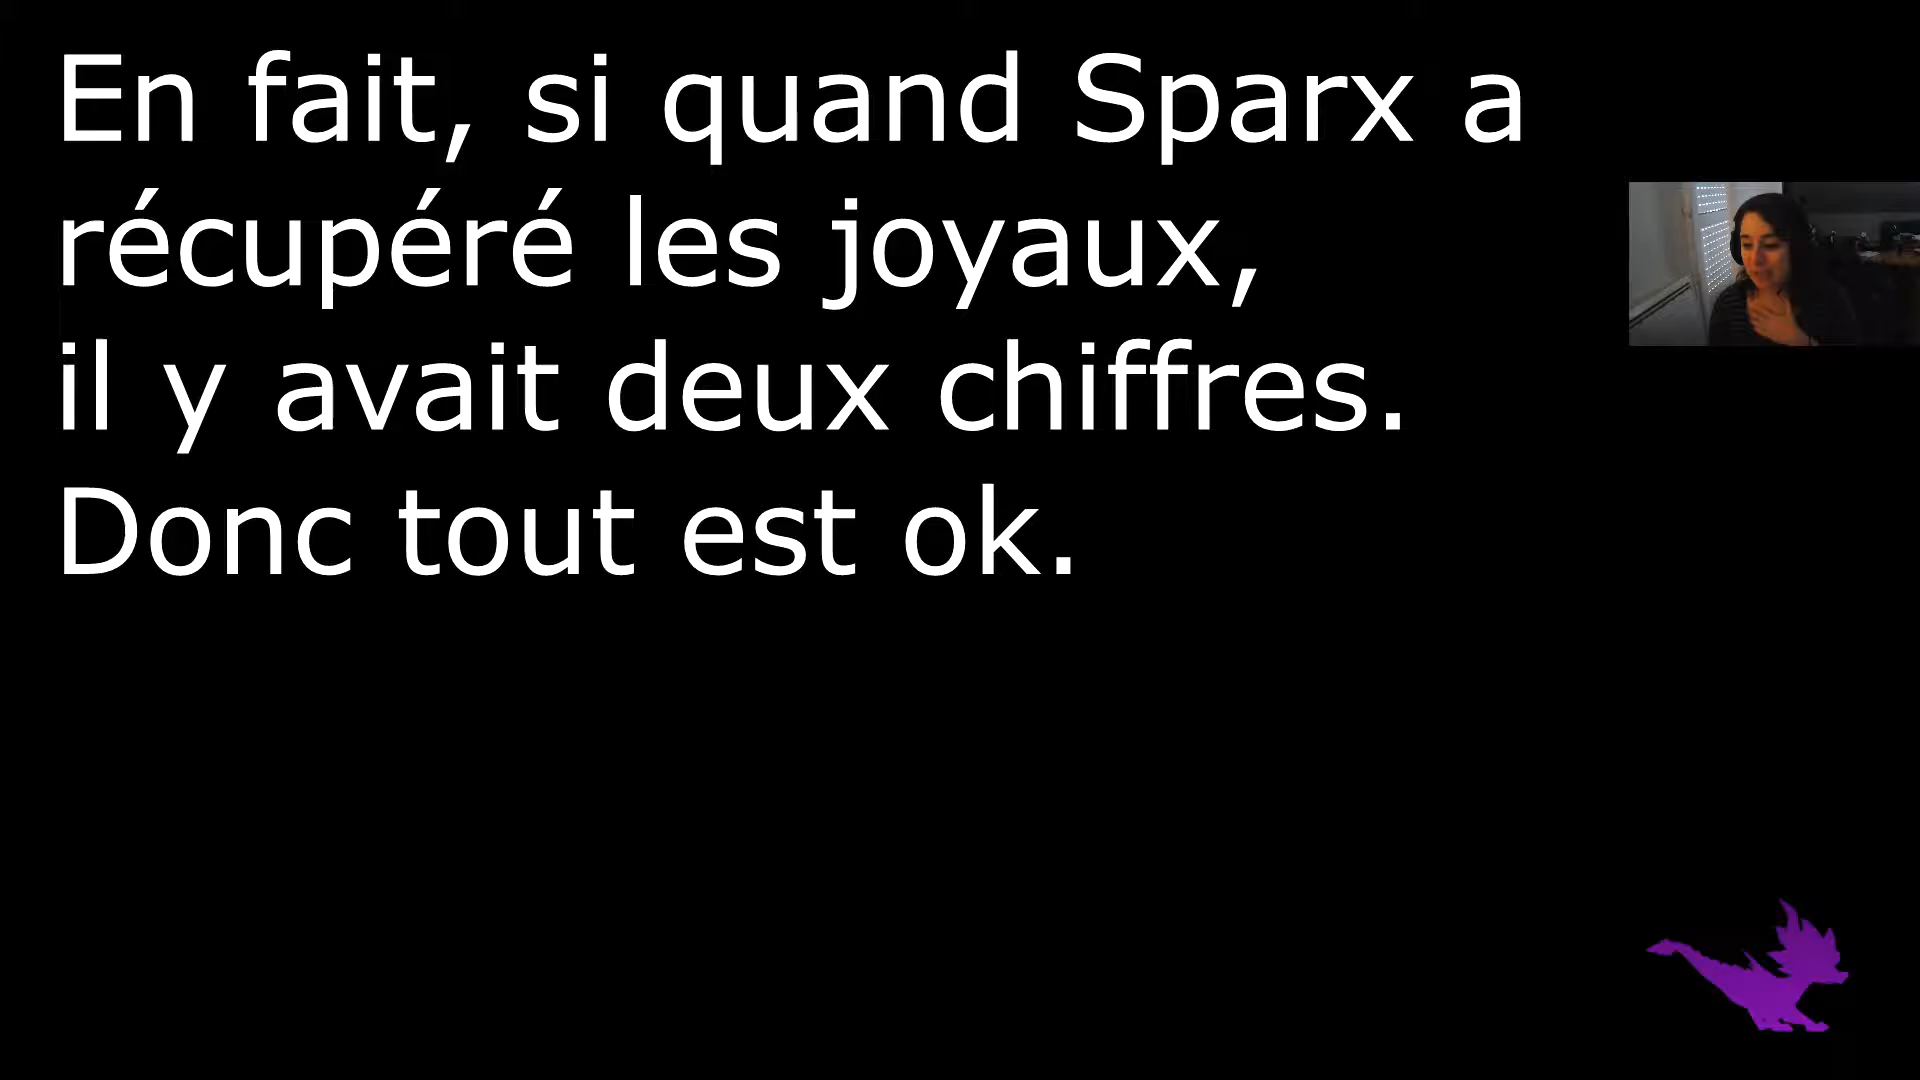 En fait, si quand Sparx a
récupéré les joyaux,
il y avait deux chiffres.
Donc tout est ok.